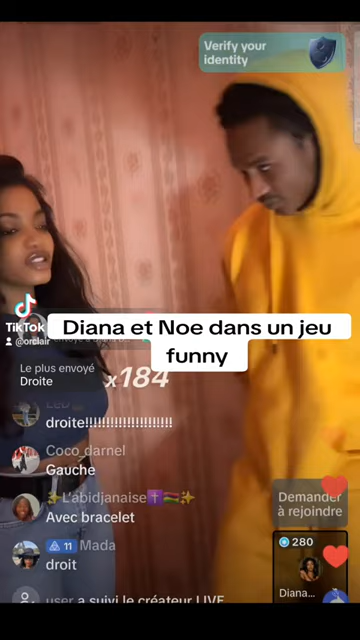 Verify your
identity
TikTok
@orclair
Diana et Noe dans un jeu
funny
Le plus envoyé
Droite
x184
droite!!!!!!!!!!!!!!!!!!!!!
Coco_darnel
Gauche
✨L'abidjanaise✝️✨
Avec bracelet
11 Mada
droit
user a suivi le créateur LIVE
Demander
à rejoindre
280
Diana...